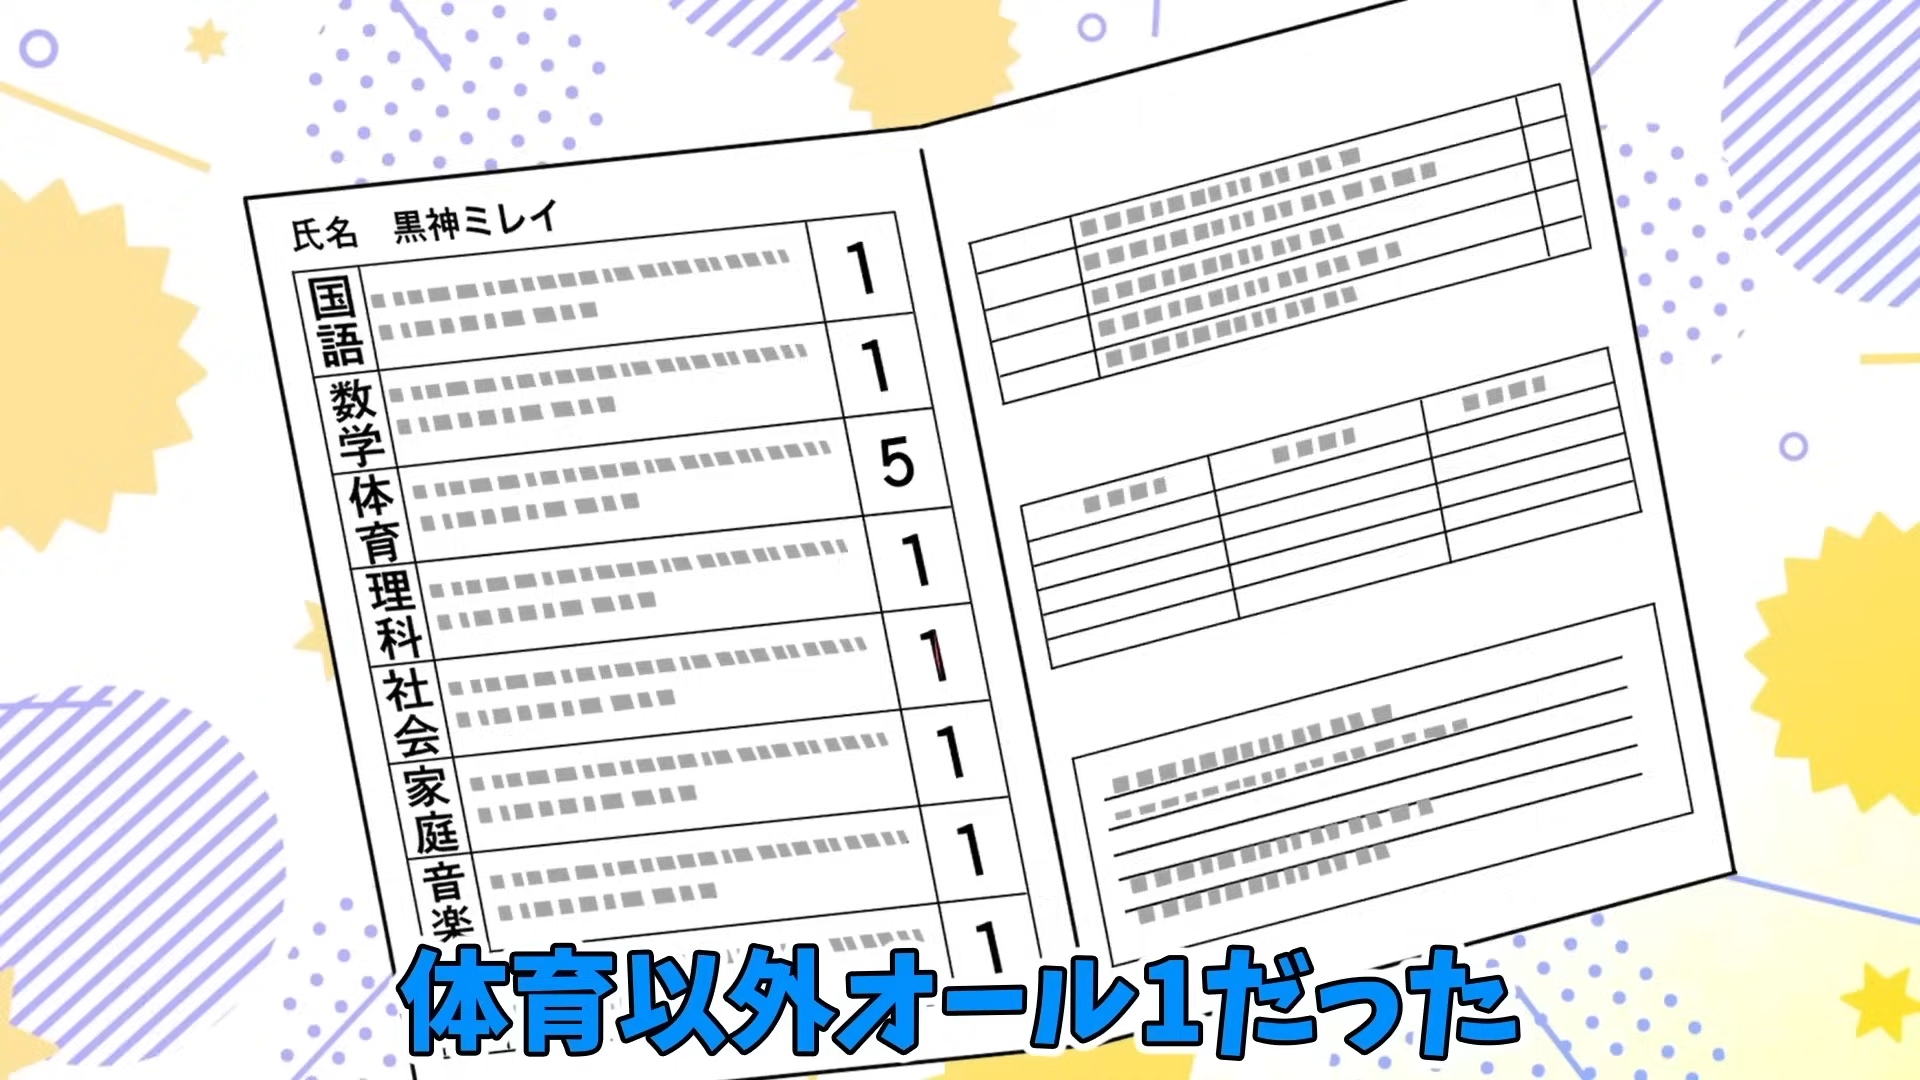 氏名 黒神ミレイ
国語 1
数学 1
体育 5
理科 1
社会 1
家庭 1
音楽 1
1
体育以外オール1だった